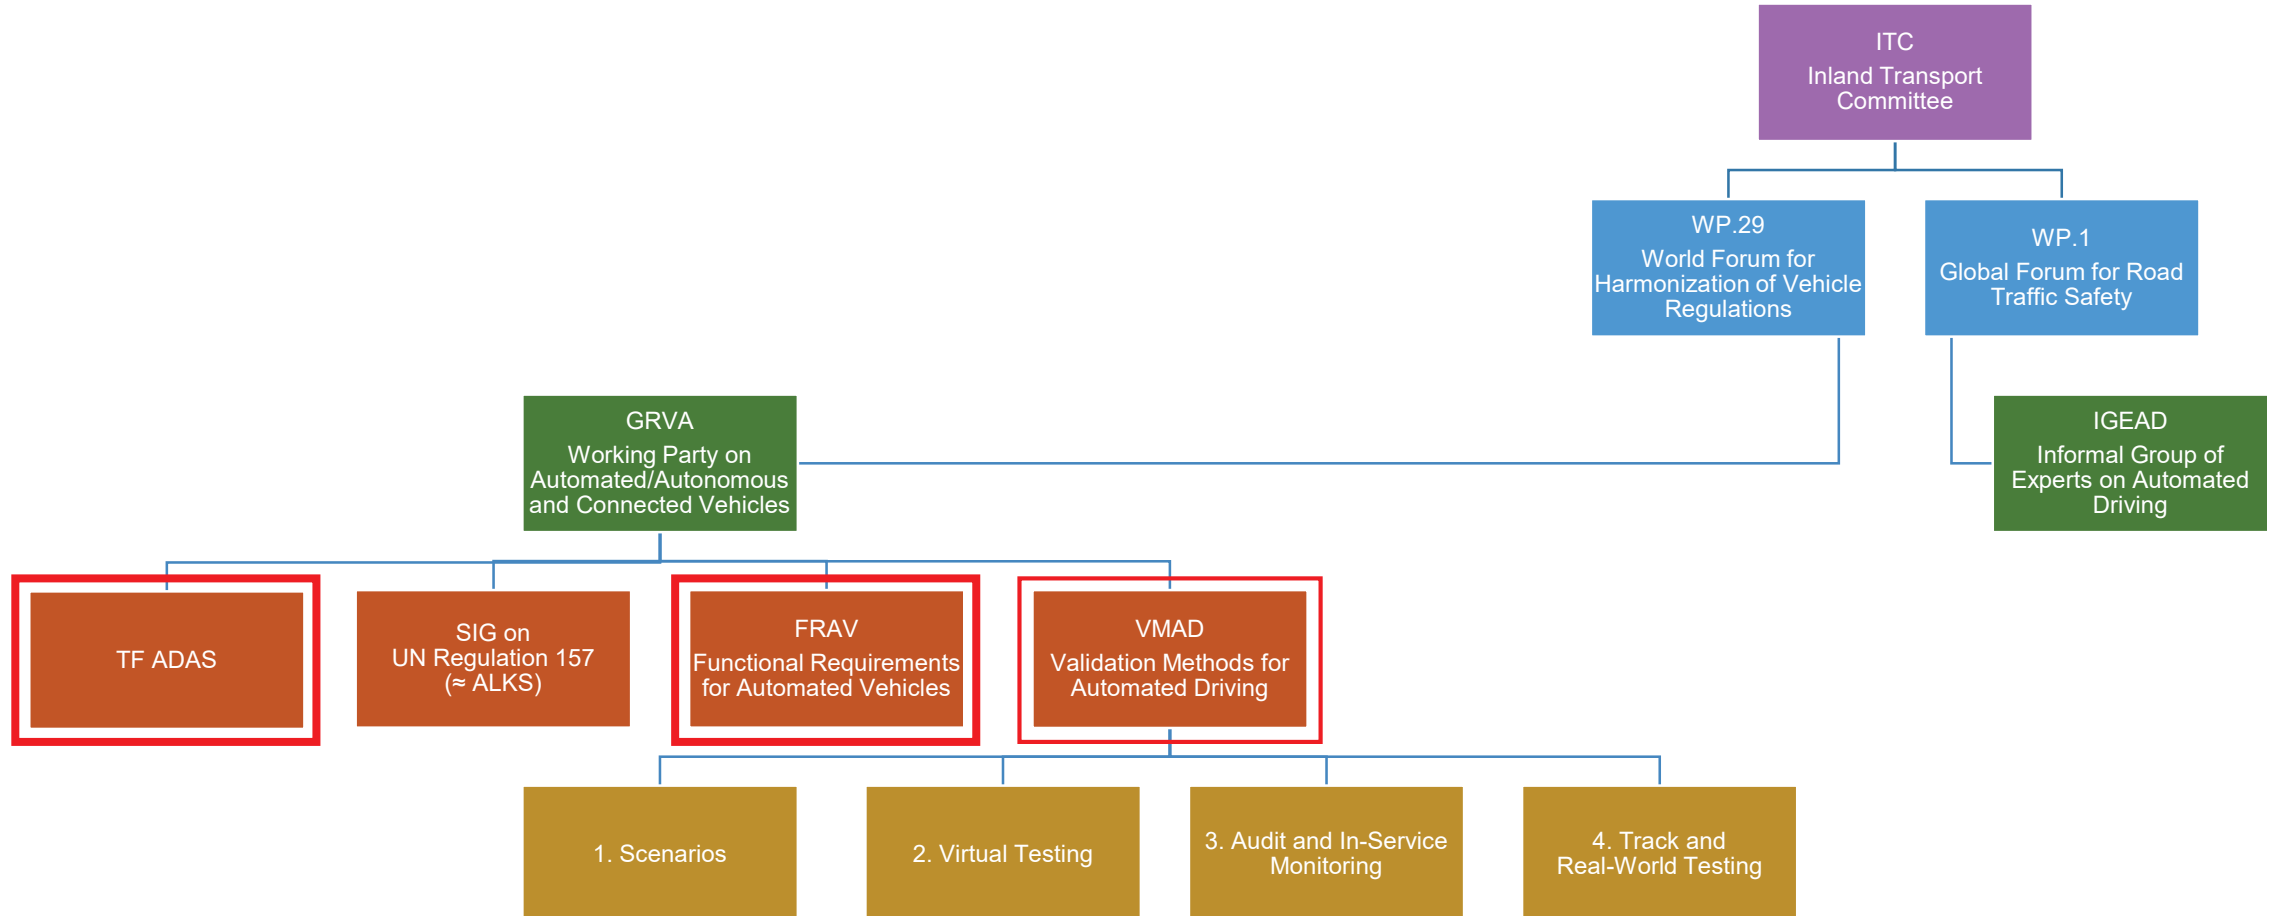 ITC
Inland Transport
Committee
WP.29
World Forum for
Harmonization of Vehicle
Regulations
WP.1
Global Forum for Road
Traffic Safety
GRVA
Working Party on
Automated/Autonomous
and Connected Vehicles
IGEAD
Informal Group of
Experts on Automated
Driving
TF ADAS
SIG on
UN Regulation 157
(≈ ALKS)
FRAV
Functional Requirements
for Automated Vehicles
VMAD
Validation Methods for
Automated Driving
1. Scenarios
2. Virtual Testing
3. Audit and In-Service
Monitoring
4. Track and
Real-World Testing